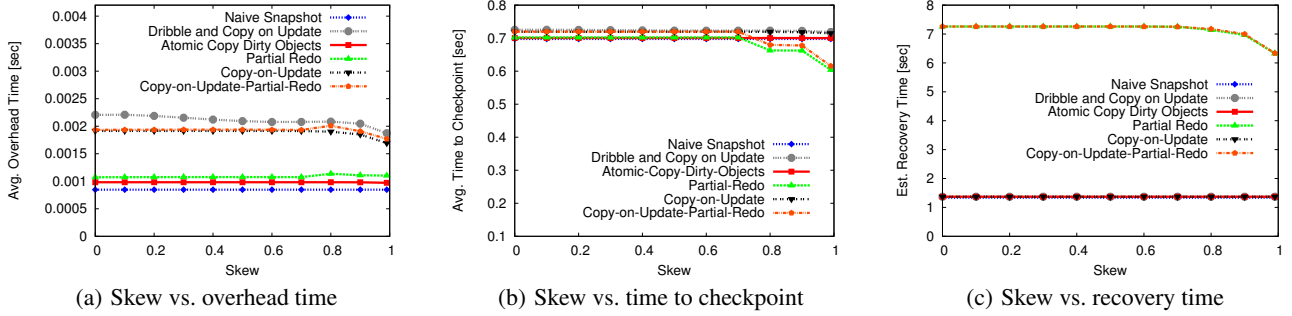 0.004
0.0035
0.003
0.0025
0.002
0.0015
0.001
0.0005
Avg. Overhead Time [sec]
Naive Snapshot
Dribble and Copy on Update
Atomic Copy Dirty Objects
Partial Redo
Copy-on-Update
Copy-on-Update-Partial-Redo
0 0.2 0.4 0.6 0.8 1
Skew
(a) Skew vs. overhead time
0.8
0.7
0.6
0.5
0.4
0.3
0.2
0.1
Avg. Time to Checkpoint [sec]
Naive Snapshot
Dribble and Copy on Update
Atomic-Copy-Dirty-Objects
Partial-Redo
Copy-on-Update
Copy-on-Update-Partial-Redo
0 0.2 0.4 0.6 0.8 1
Skew
(b) Skew vs. time to checkpoint
8
7
6
5
4
3
2
1
0
Est. Recovery Time [sec]
Naive Snapshot
Dribble and Copy on Update
Atomic Copy Dirty Objects
Partial Redo
Copy-on-Update
Copy-on-Update-Partial-Redo
0 0.2 0.4 0.6 0.8 1
Skew
(c) Skew vs. recovery time